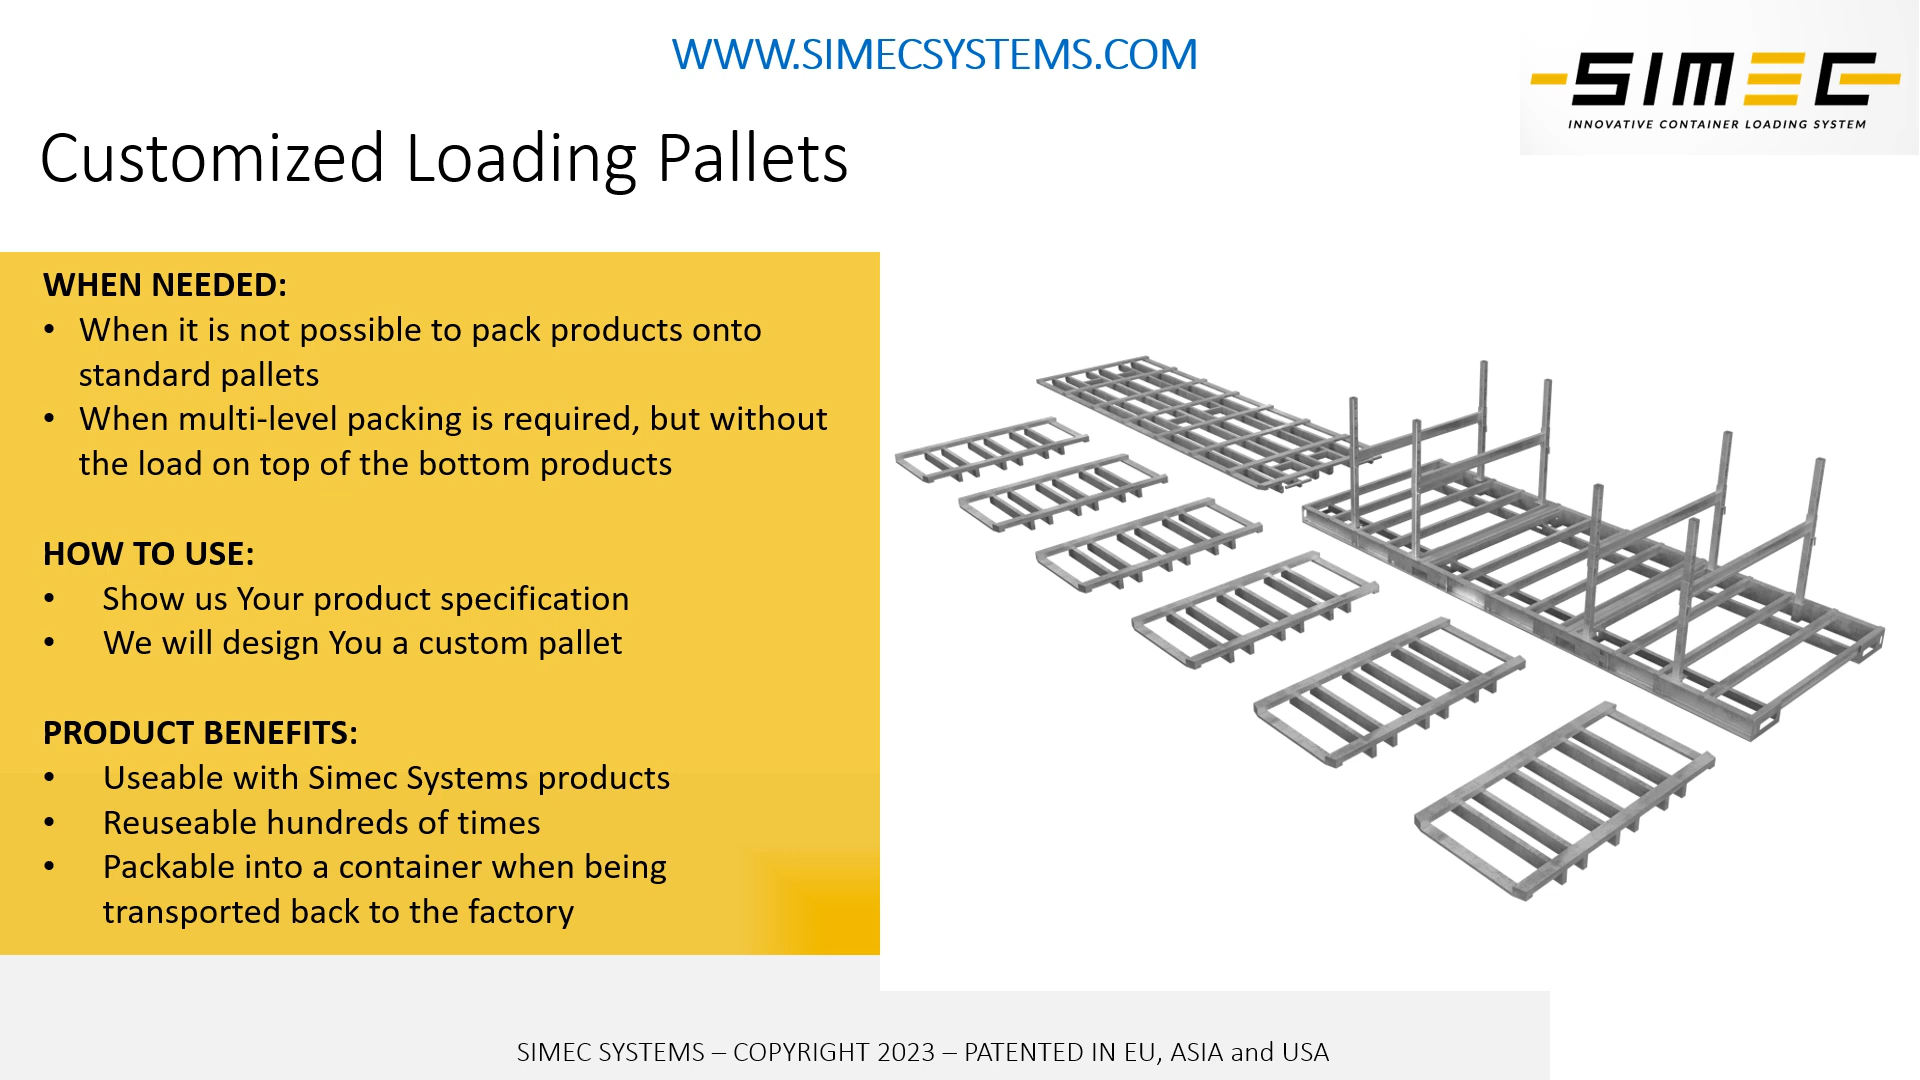 WWW.SIMECSYSTEMS.COM
SIMEC
INNOVATIVE CONTAINER LOADING SYSTEM
Customized Loading Pallets
WHEN NEEDED:
• When it is not possible to pack products onto
standard pallets
• When multi-level packing is required, but without
the load on top of the bottom products
HOW TO USE:
• Show us Your product specification
• We will design You a custom pallet
PRODUCT BENEFITS:
• Useable with Simec Systems products
• Reuseable hundreds of times
• Packable into a container when being
transported back to the factory
SIMEC SYSTEMS – COPYRIGHT 2023 – PATENTED IN EU, ASIA and USA